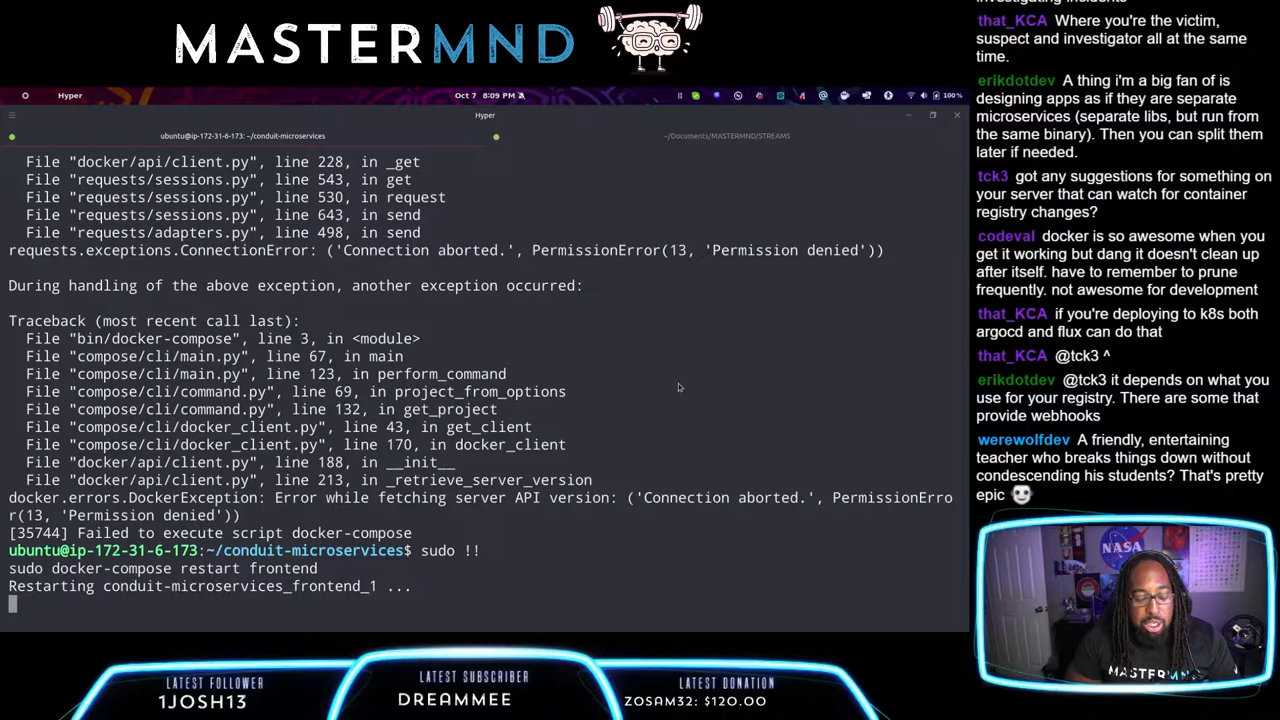 MASTERMND
Hyper
Oct 7 8:09 PM
100%
Hyper
ubuntu@ip-172-31-6-173: ~/conduit-microservices
~/Documents/MASTERMND/STREAMS
File "docker/api/client.py", line 228, in _get
File "requests/sessions.py", line 543, in get
File "requests/sessions.py", line 530, in request
File "requests/sessions.py", line 643, in send
File "requests/adapters.py", line 498, in send
requests.exceptions.ConnectionError: ('Connection aborted.', PermissionError(13, 'Permission denied'))
During handling of the above exception, another exception occurred:
Traceback (most recent call last):
File "bin/docker-compose", line 3, in <module>
File "compose/cli/main.py", line 67, in main
File "compose/cli/main.py", line 123, in perform_command
File "compose/cli/command.py", line 69, in project_from_options
File "compose/cli/command.py", line 132, in get_project
File "compose/cli/docker_client.py", line 43, in get_client
File "compose/cli/docker_client.py", line 170, in docker_client
File "docker/api/client.py", line 188, in __init__
File "docker/api/client.py", line 213, in _retrieve_server_version
docker.errors.DockerException: Error while fetching server API version: ('Connection aborted.', PermissionErro
r(13, 'Permission denied'))
[35744] Failed to execute script docker-compose
ubuntu@ip-172-31-6-173:~/conduit-microservices$ sudo !!
sudo docker-compose restart frontend
Restarting conduit-microservices_frontend_1 ...
investigating incidents
that_KCA Where you're the victim,
suspect and investigator all at the same
time.
erikdotdev A thing i'm a big fan of is
designing apps as if they are separate
microservices (separate libs, but run from
the same binary). Then you can split them
later if needed.
tck3 got any suggestions for something on
your server that can watch for container
registry changes?
codeval docker is so awesome when you
get it working but dang it doesn't clean up
after itself. have to remember to prune
frequently. not awesome for development
that_KCA if you're deploying to k8s both
argocd and flux can do that
that_KCA @tck3 ^
erikdotdev @tck3 it depends on what you
use for your registry. There are some that
provide webhooks
werewolfdev A friendly, entertaining
teacher who breaks things down without
condescending his students? That's pretty
epic
NASA
MASTERMND
LATEST FOLLOWER
1JOSH13
LATEST SUBSCRIBER
DREAMMEE
LATEST DONATION
ZOSAM32: $120.00